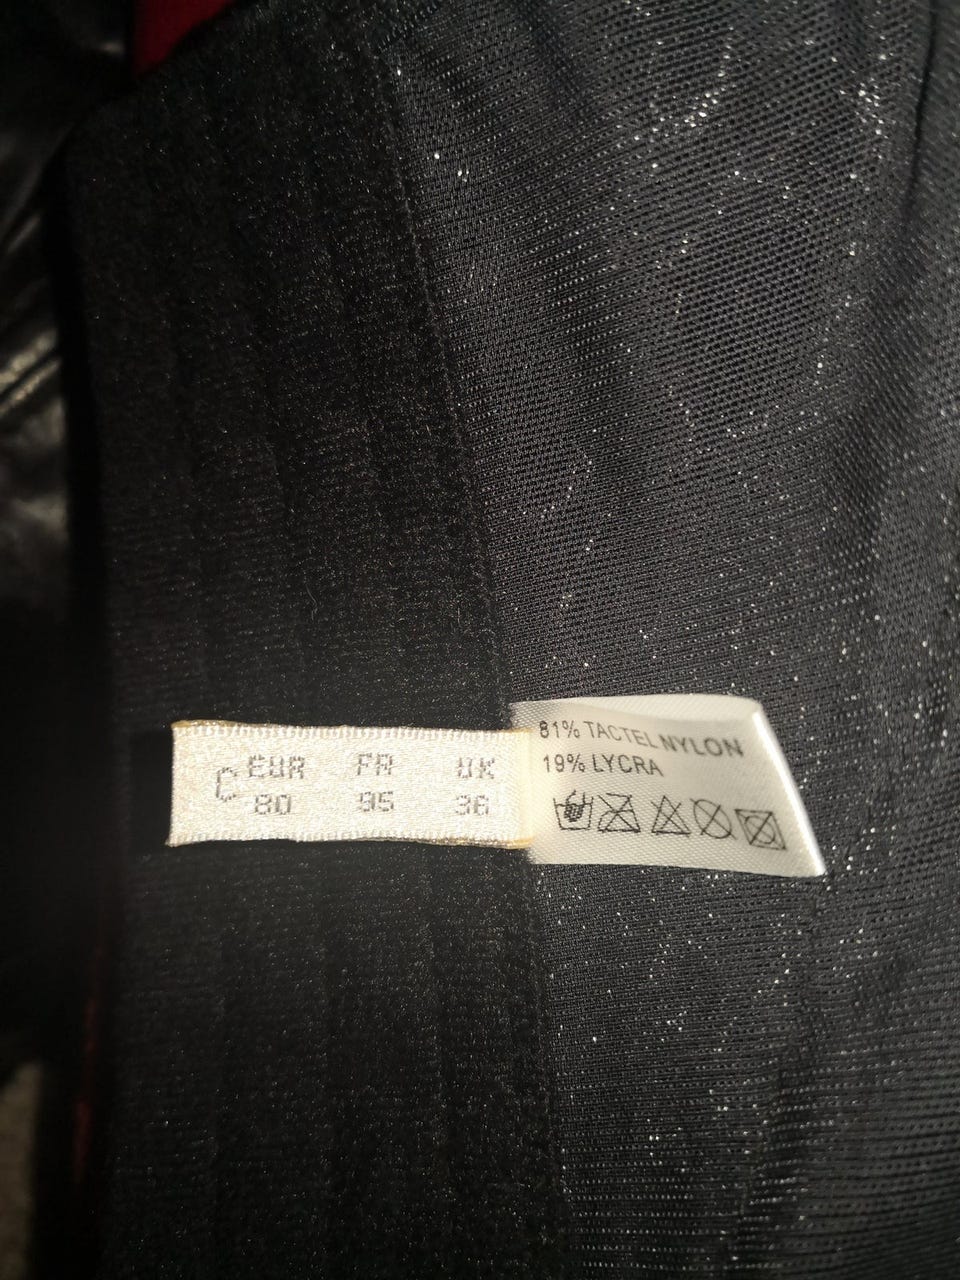 C EUR FR UK
80 95 36
81% TACTEL NYLON
19% LYCRA